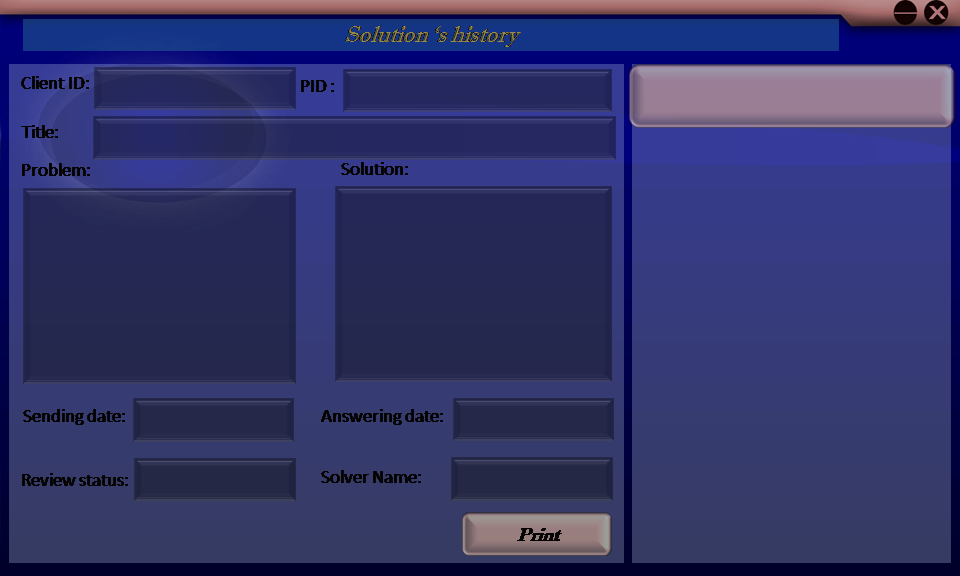 Solution ‘s history
Client ID:
PID :
Title:
Problem:
Solution:
Sending date:
Answering date:
Review status:
Solver Name:
Print